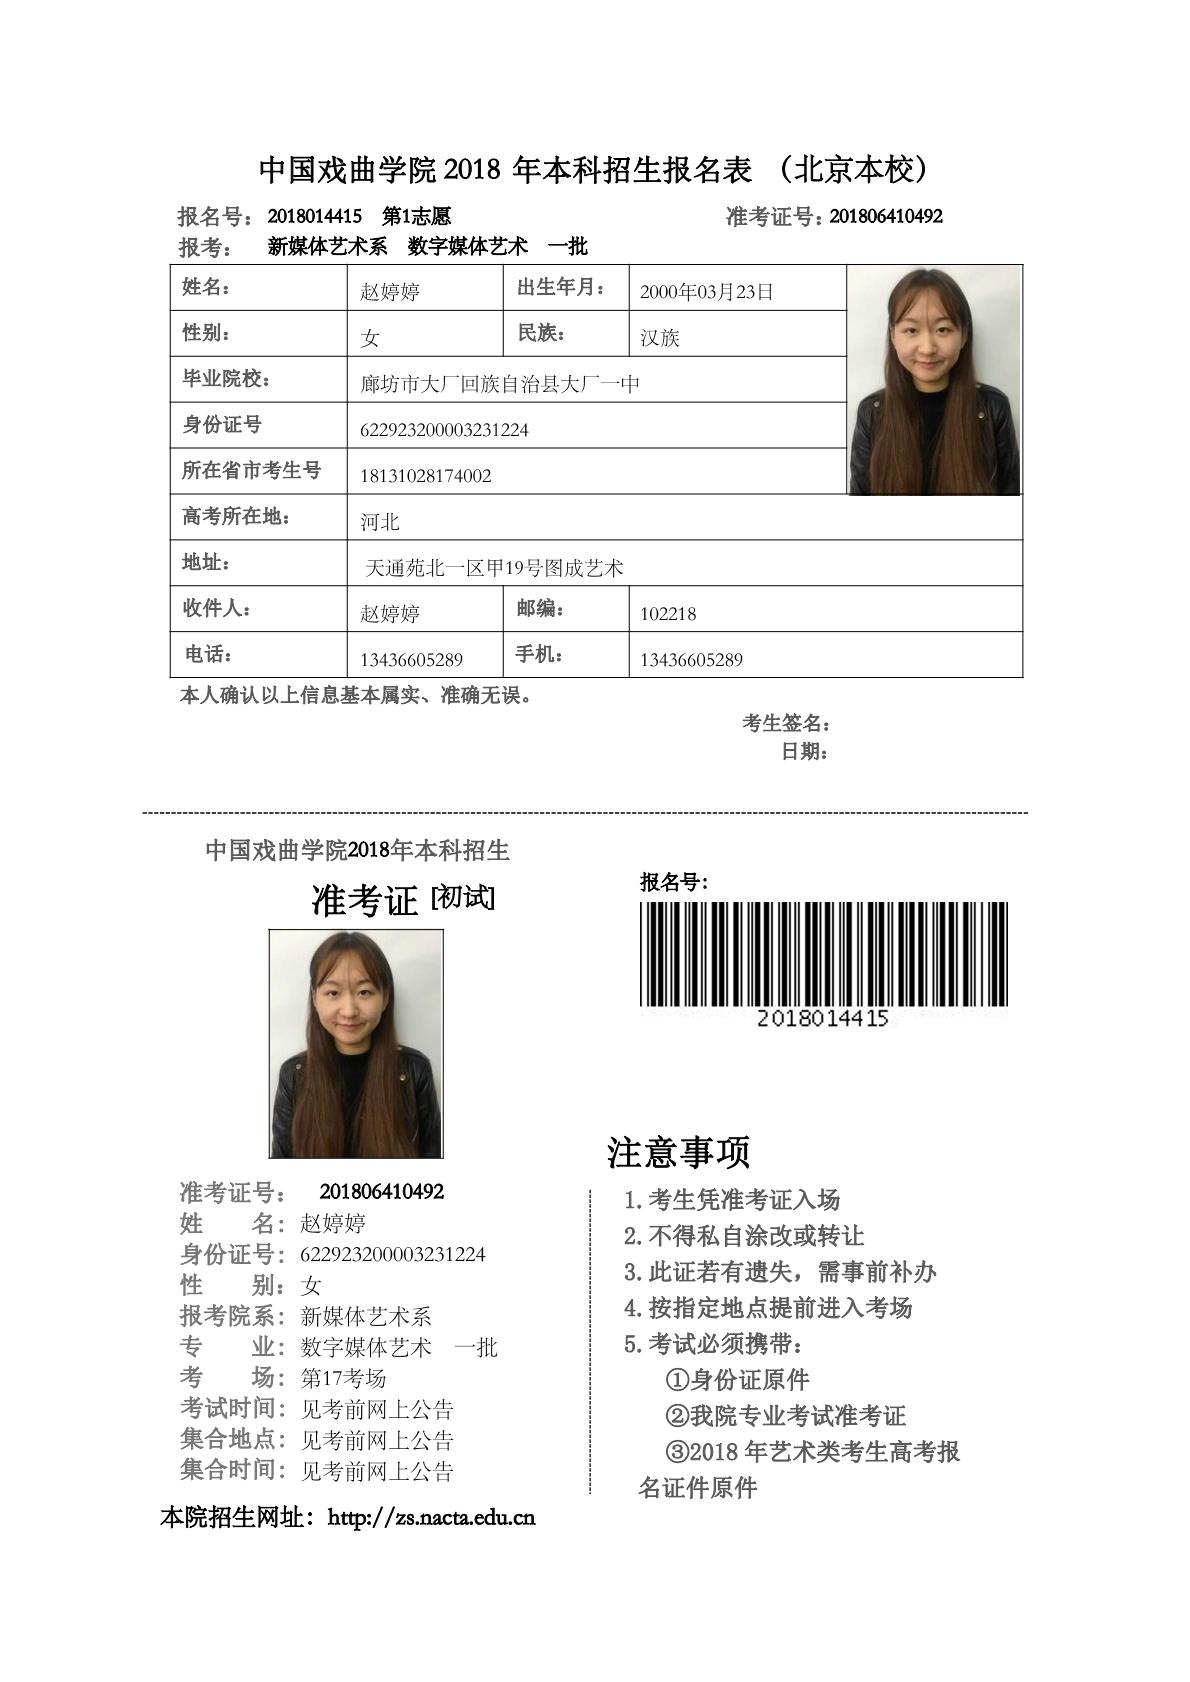 中国戏曲学院 2018 年本科招生报名表 （北京本校）
报名号： 2018014415 第1志愿 准考证号：201806410492
报考： 新媒体艺术系 数字媒体艺术 一批
姓名： 赵婷婷 出生年月： 2000年03月23日
性别： 女 民族： 汉族
毕业院校： 廊坊市大厂回族自治县大厂一中
身份证号 622923200003231224
所在省市考生号 18131028174002
高考所在地： 河北
地址： 天通苑北一区甲19号图成艺术
收件人： 赵婷婷 邮编： 102218
电话： 13436605289 手机： 13436605289
本人确认以上信息基本属实、准确无误。
考生签名：
日期：
中国戏曲学院2018年本科招生
准考证 [初试]
报名号：
2018014415
准考证号： 201806410492
姓 名：赵婷婷
身份证号：622923200003231224
性 别：女
报考院系：新媒体艺术系
专 业：数字媒体艺术 一批
考 场：第17考场
考试时间：见考前网上公告
集合地点：见考前网上公告
集合时间：见考前网上公告
本院招生网址：http://zs.nacta.edu.cn
注意事项
1. 考生凭准考证入场
2. 不得私自涂改或转让
3. 此证若有遗失，需事前补办
4. 按指定地点提前进入考场
5. 考试必须携带：
①身份证原件
②我院专业考试准考证
③2018 年艺术类考生高考报
名证件原件